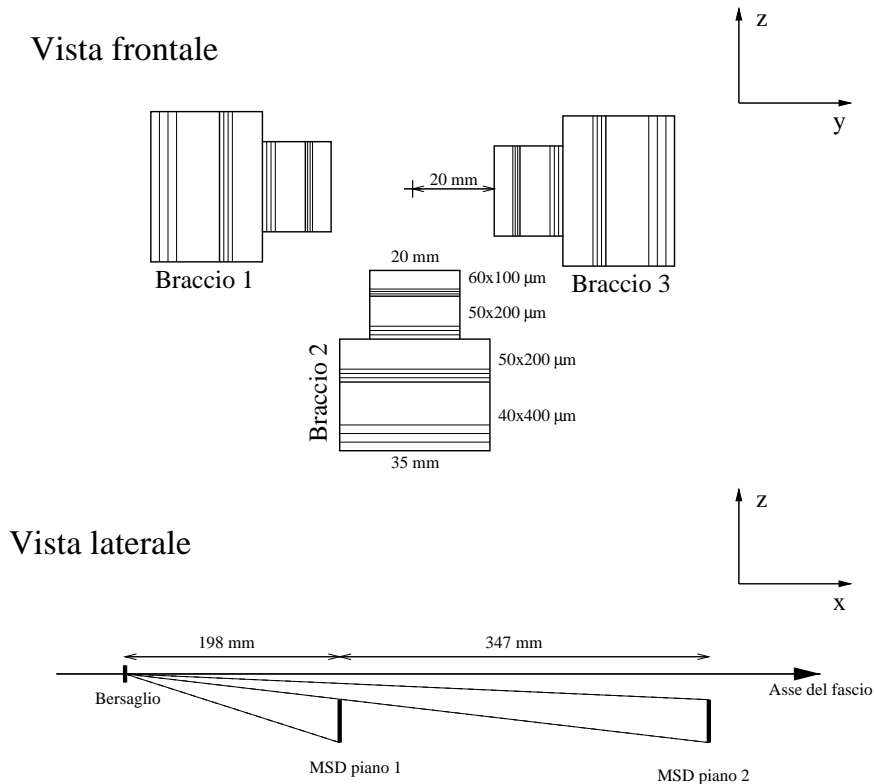 Vista frontale
z
y
20 mm
Braccio 1
Braccio 3
20 mm
60x100 µm
50x200 µm
Braccio 2
50x200 µm
40x400 µm
35 mm
Vista laterale
z
x
198 mm
347 mm
Bersaglio
Asse del fascio
MSD piano 1
MSD piano 2